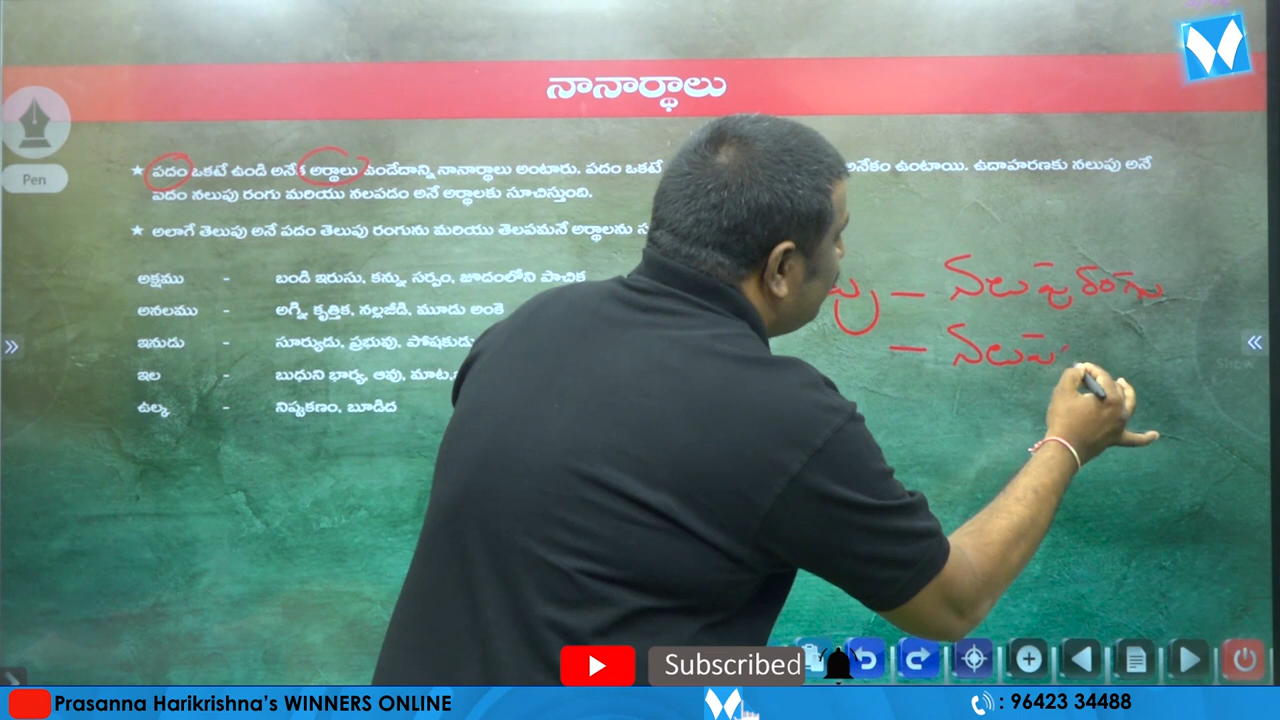 నానార్థాలు
Pen
★ పదం ఒకటే ఉండి అనేక అర్థాలు ఉండేదాన్ని నానార్థాలు అంటారు. పదం ఒకటే అనేకం ఉంటాయి. ఉదాహరణకు నలుపు అనే
పదం నలుపు రంగు మరియు నలపడం అనే అర్థాలకు సూచిస్తుంది.
★ అలాగే తెలుపు అనే పదం తెలుపు రంగును మరియు తెలపమనే అర్థాలను
అక్షము - బండి ఇరుసు, కన్ను సర్పం, జూదంలోని పాచిక
అనలము - అగ్ని, కృత్తిక, నల్లజీడి, మూడు అంకె
ఇనుడు - సూర్యుడు, ప్రభువు, పోషకుడు
ఇల - బుధుని భార్య, ఆవు, మాట,
ఉల్క - నిప్పుకణం, బూడిద
పు – నలుపు రంగు
– నలుప
Subscribed
Prasanna Harikrishna's WINNERS ONLINE
: 96423 34488